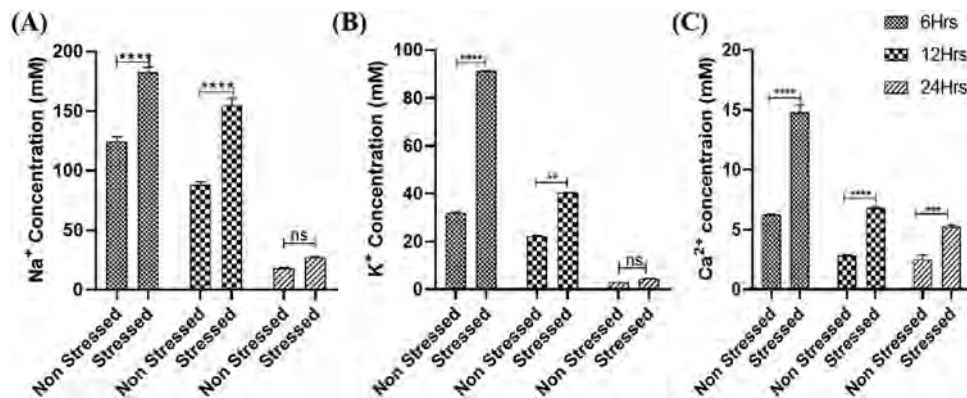 (A)
Na⁺ Concentration (mM)
200
150
100
50
0
****
****
ns
Non Stressed
Stressed
Non Stressed
Stressed
Non Stressed
Stressed
(B)
K⁺ Concentration (mM)
100
80
60
40
20
0
****
**
ns
Non Stressed
Stressed
Non Stressed
Stressed
Non Stressed
Stressed
(C)
Ca²⁺ concentraion (mM)
20
15
10
5
0
****
****
***
Non Stressed
Stressed
Non Stressed
Stressed
Non Stressed
Stressed
6Hrs
12Hrs
24Hrs